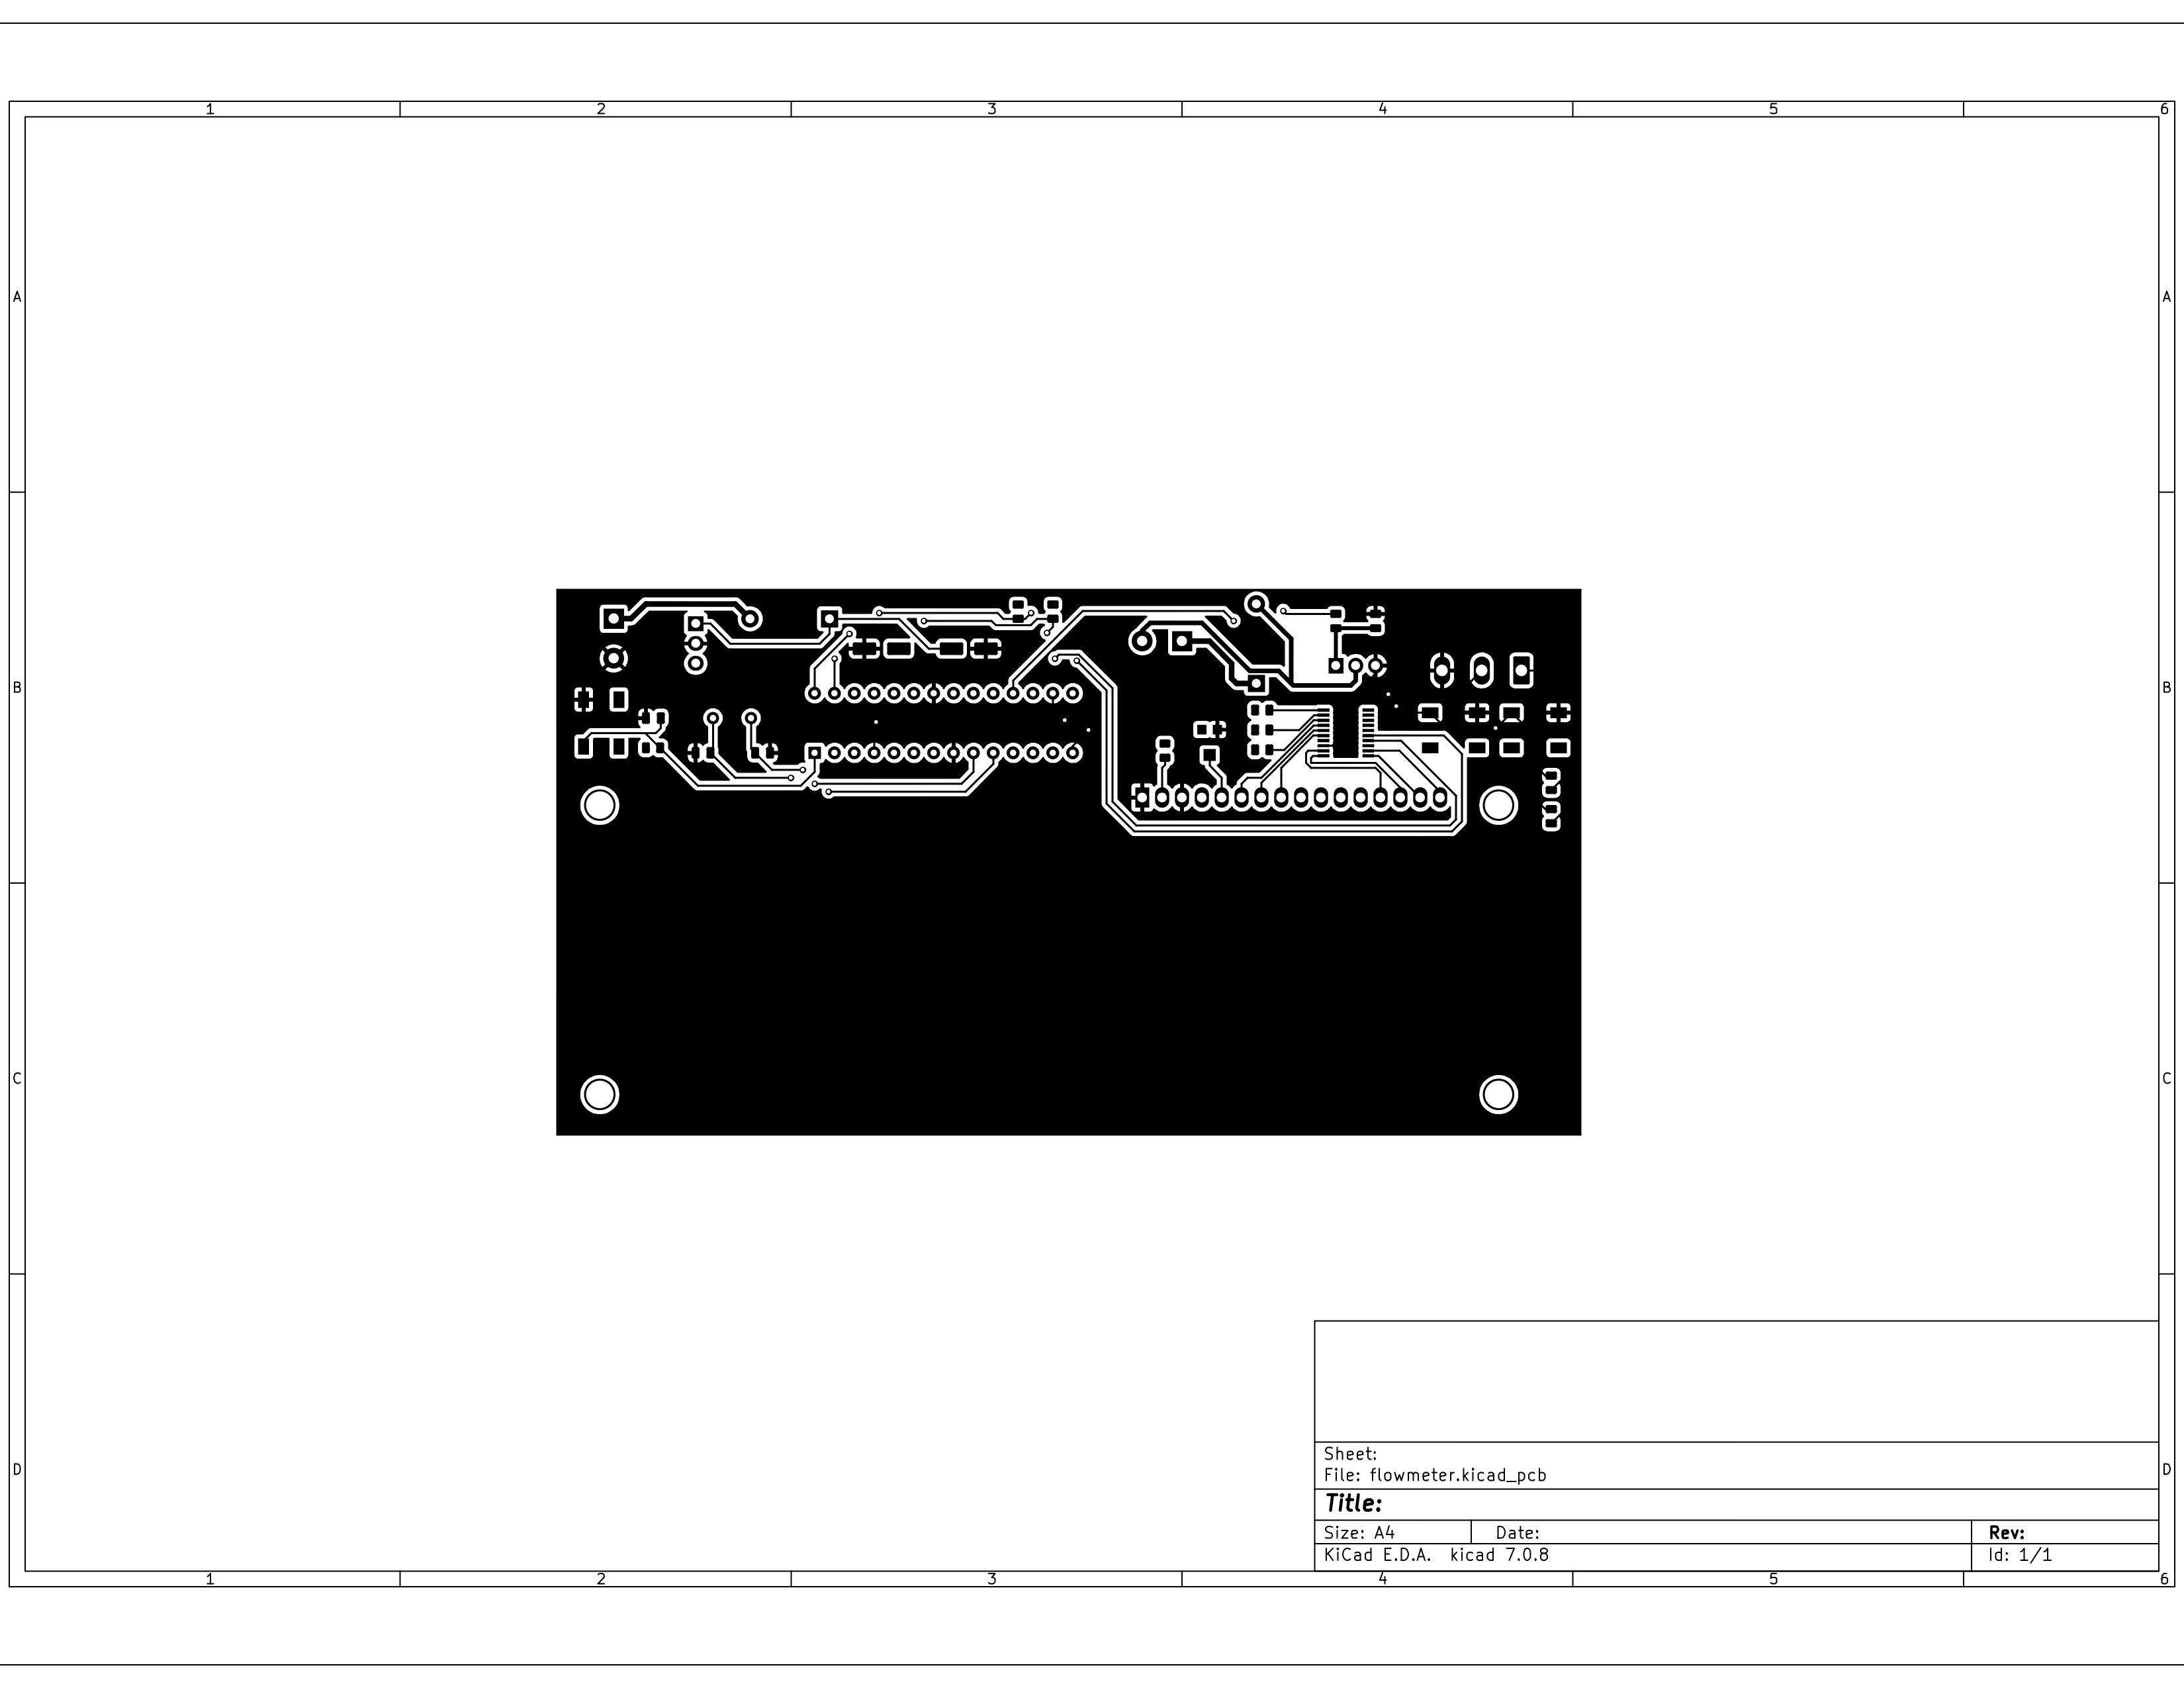 1 2 3 4 5 6
A A
B B
C C
D D
Sheet:
File: flowmeter.kicad_pcb
Title:
Size: A4 Date: Rev:
KiCad E.D.A. kicad 7.0.8 Id: 1/1
1 2 3 4 5 6